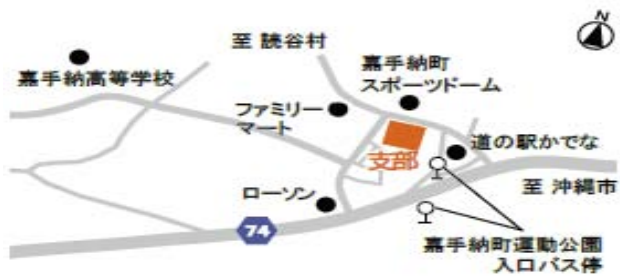 N
至 読谷村
嘉手納高等学校
嘉手納町
スポーツドーム
ファミリー
マート
支部
道の駅かでな
至 沖縄市
ローソン
74
嘉手納町運動公園
入口バス停